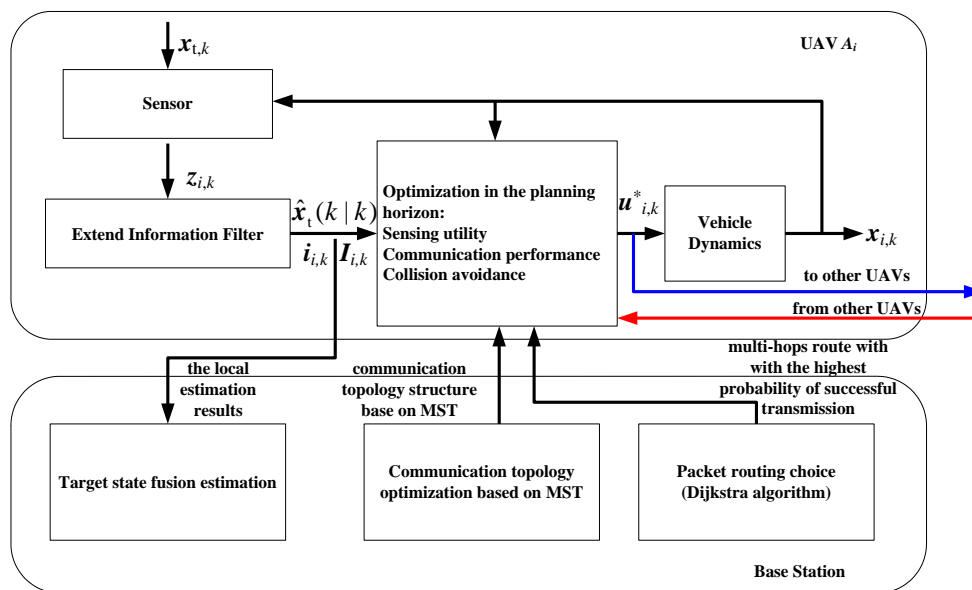 x_{t,k}
UAV A_i
Sensor
z_{i,k}
Extend Information Filter
\hat{x}_t(k | k)
i_{i,k} I_{i,k}
Optimization in the planning
horizon:
Sensing utility
Communication performance
Collision avoidance
u^*_{i,k}
Vehicle
Dynamics
x_{i,k}
to other UAVs
from other UAVs
the local
estimation
results
communication
topology structure
base on MST
multi-hops route with
with the highest
probability of successful
transmission
Target state fusion estimation
Communication topology
optimization based on MST
Packet routing choice
(Dijkstra algorithm)
Base Station